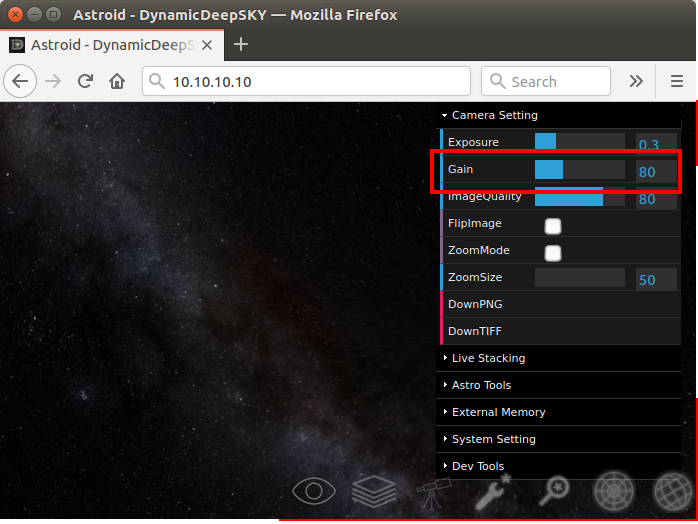 Astroid - DynamicDeepSKY — Mozilla Firefox
Astroid - DynamicDeepS
10.10.10.10
Search
Camera Setting
Exposure 0.3
Gain 80
ImageQuality 80
FlipImage
ZoomMode
ZoomSize 50
DownPNG
DownTIFF
Live Stacking
Astro Tools
External Memory
System Setting
Dev Tools